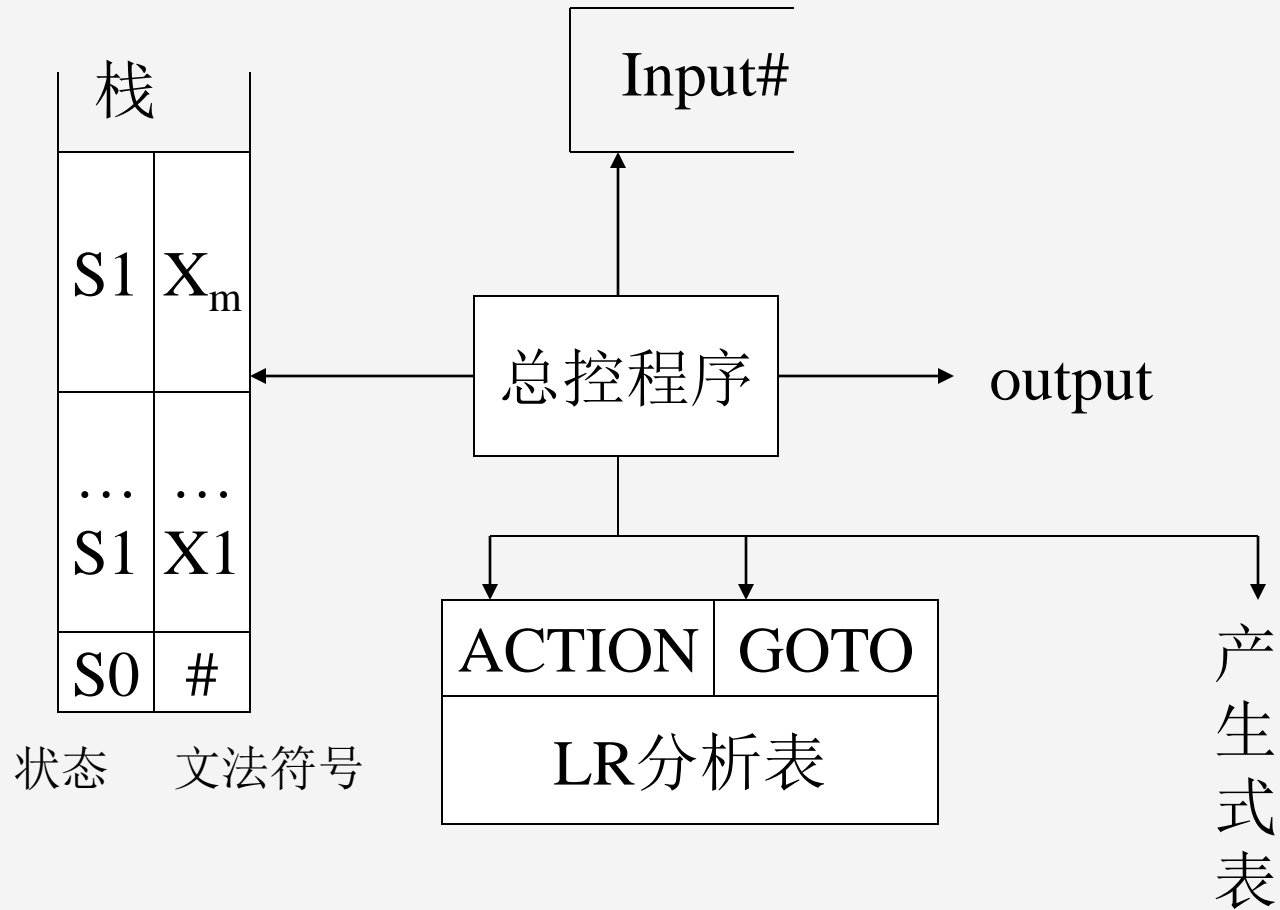 栈
Input#
S1 Xm
总控程序
output
… …
S1 X1
S0 #
ACTION GOTO
LR分析表
状态 文法符号
产
生
式
表